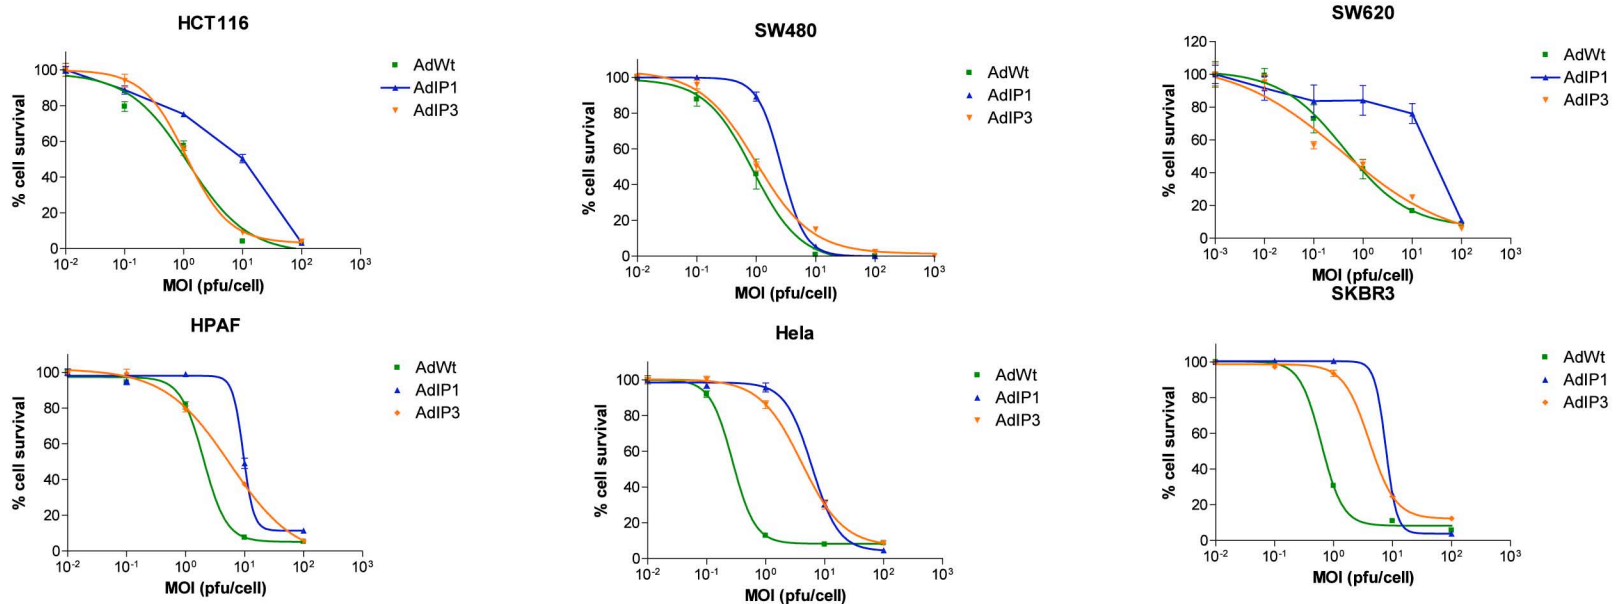 HCT116
% cell survival
100
80
60
40
20
0
10-2 10-1 100 101 102 103
MOI (pfu/cell)
AdWt
AdIP1
AdIP3
SW480
% cell survival
100
80
60
40
20
0
10-2 10-1 100 101 102 103
MOI (pfu/cell)
AdWt
AdIP1
AdIP3
SW620
% cell survival
120
100
80
60
40
20
0
10-3 10-2 10-1 100 101 102 103
MOI (pfu/cell)
AdWt
AdIP1
AdIP3
HPAF
% cell survival
100
80
60
40
20
0
10-2 10-1 100 101 102 103
MOI (pfu/cell)
AdWt
AdIP1
AdIP3
Hela
% cell survival
100
80
60
40
20
0
10-2 10-1 100 101 102 103
MOI (pfu/cell)
AdWt
AdIP1
AdIP3
SKBR3
% cell survival
100
80
60
40
20
0
10-2 10-1 100 101 102 103
MOI (pfu/cell)
AdWt
AdIP1
AdIP3